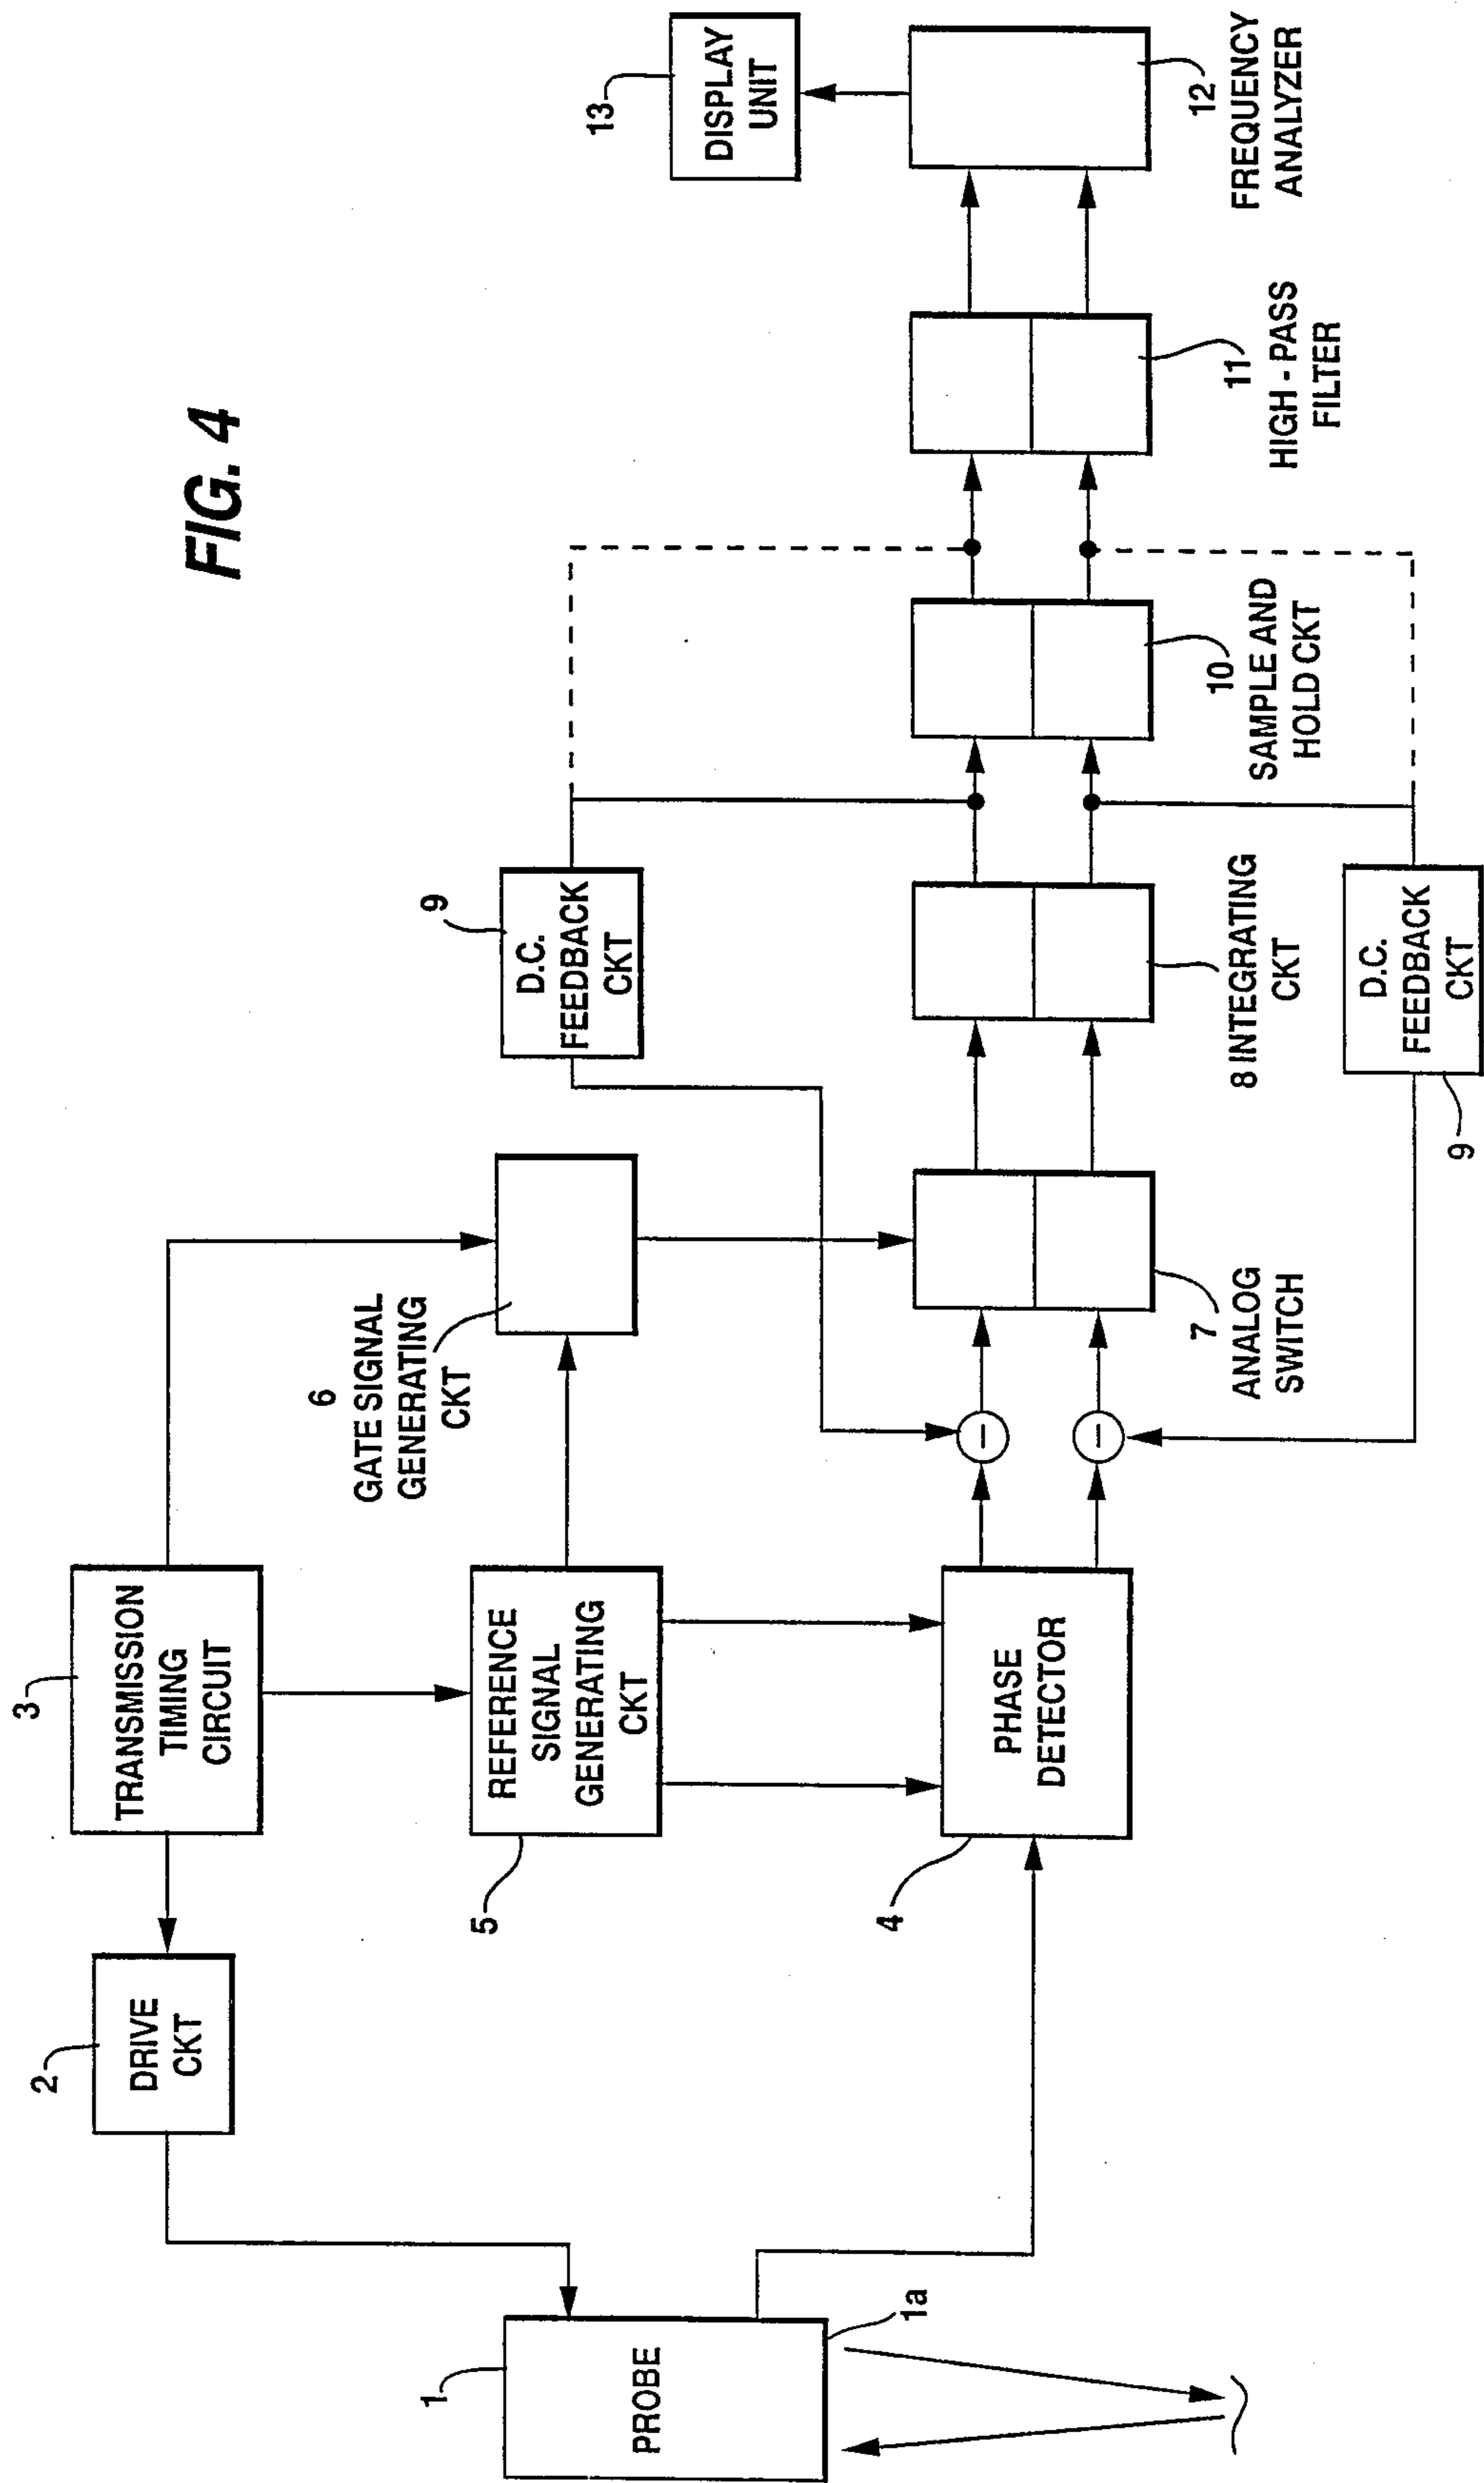 FIG. 4
1
PROBE
1a
2
DRIVE
CKT
3
TRANSMISSION
TIMING
CIRCUIT
5
REFERENCE
SIGNAL
GENERATING
CKT
4
PHASE
DETECTOR
6
GATE SIGNAL
GENERATING
CKT
9
D.C.
FEEDBACK
CKT
−
−
7
ANALOG
SWITCH
8 INTEGRATING
CKT
9
D.C.
FEEDBACK
CKT
10
SAMPLE AND
HOLD CKT
11
HIGH - PASS
FILTER
12
FREQUENCY
ANALYZER
13
DISPLAY
UNIT